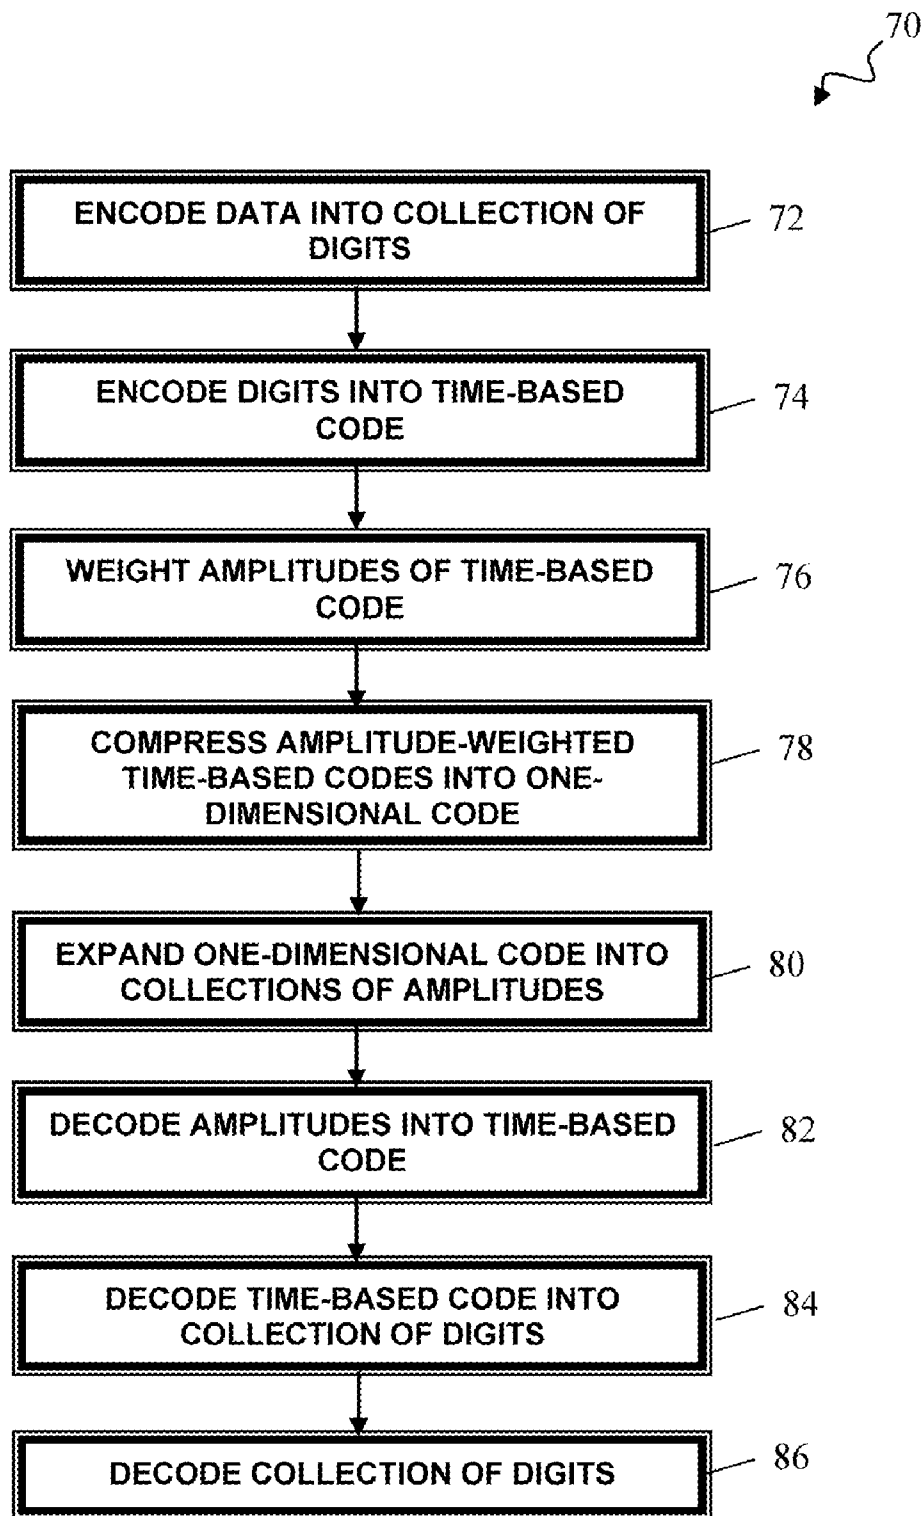 70
ENCODE DATA INTO COLLECTION OF
DIGITS
72
ENCODE DIGITS INTO TIME-BASED
CODE
74
WEIGHT AMPLITUDES OF TIME-BASED
CODE
76
COMPRESS AMPLITUDE-WEIGHTED
TIME-BASED CODES INTO ONE-
DIMENSIONAL CODE
78
EXPAND ONE-DIMENSIONAL CODE INTO
COLLECTIONS OF AMPLITUDES
80
DECODE AMPLITUDES INTO TIME-BASED
CODE
82
DECODE TIME-BASED CODE INTO
COLLECTION OF DIGITS
84
DECODE COLLECTION OF DIGITS
86